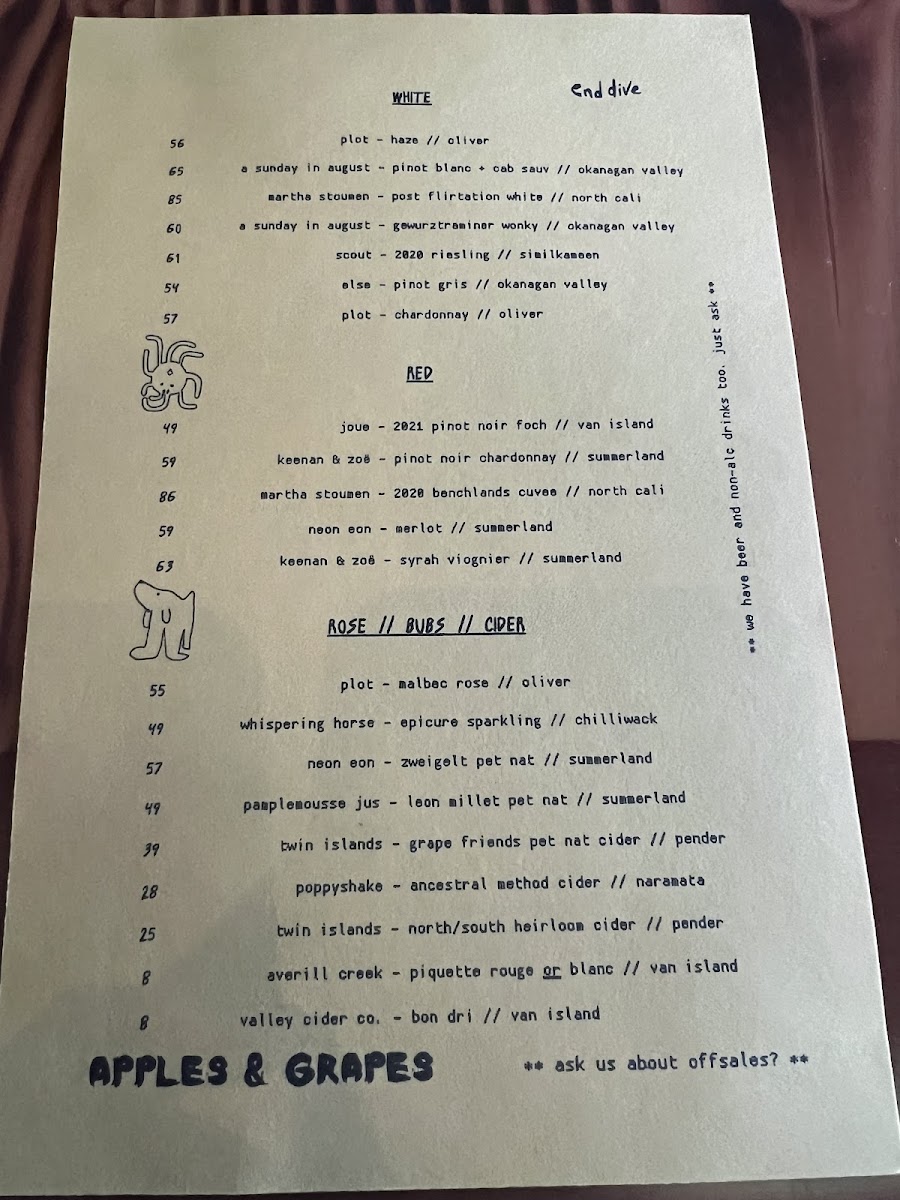 WHITE
end dive
56 plot - haze // oliver
65 a sunday in august - pinot blanc + cab sauv // okanagan valley
85 martha stoumen - post flirtation white // north cali
60 a sunday in august - gewurztraminer wonky // okanagan valley
61 scout - 2020 riesling // similkameen
54 else - pinot gris // okanagan valley
57 plot - chardonnay // oliver
RED
49 joue - 2021 pinot noir foch // van island
59 keenan & zoë - pinot noir chardonnay // summerland
86 martha stoumen - 2020 benchlands cuvee // north cali
59 neon eon - merlot // summerland
63 keenan & zoë - syrah viognier // summerland
ROSE // BUBS // CIDER
55 plot - malbec rose // oliver
49 whispering horse - epicure sparkling // chilliwack
57 neon eon - zweigelt pet nat // summerland
49 pamplemousse jus - leon millet pet nat // summerland
39 twin islands - grape friends pet nat cider // pender
28 poppyshake - ancestral method cider // naramata
25 twin islands - north/south heirloom cider // pender
8 averill creek - piquette rouge or blanc // van island
8 valley cider co. - bon dri // van island
APPLES & GRAPES
** ask us about offsales? **
** we have beer and non-alc drinks too. just ask **